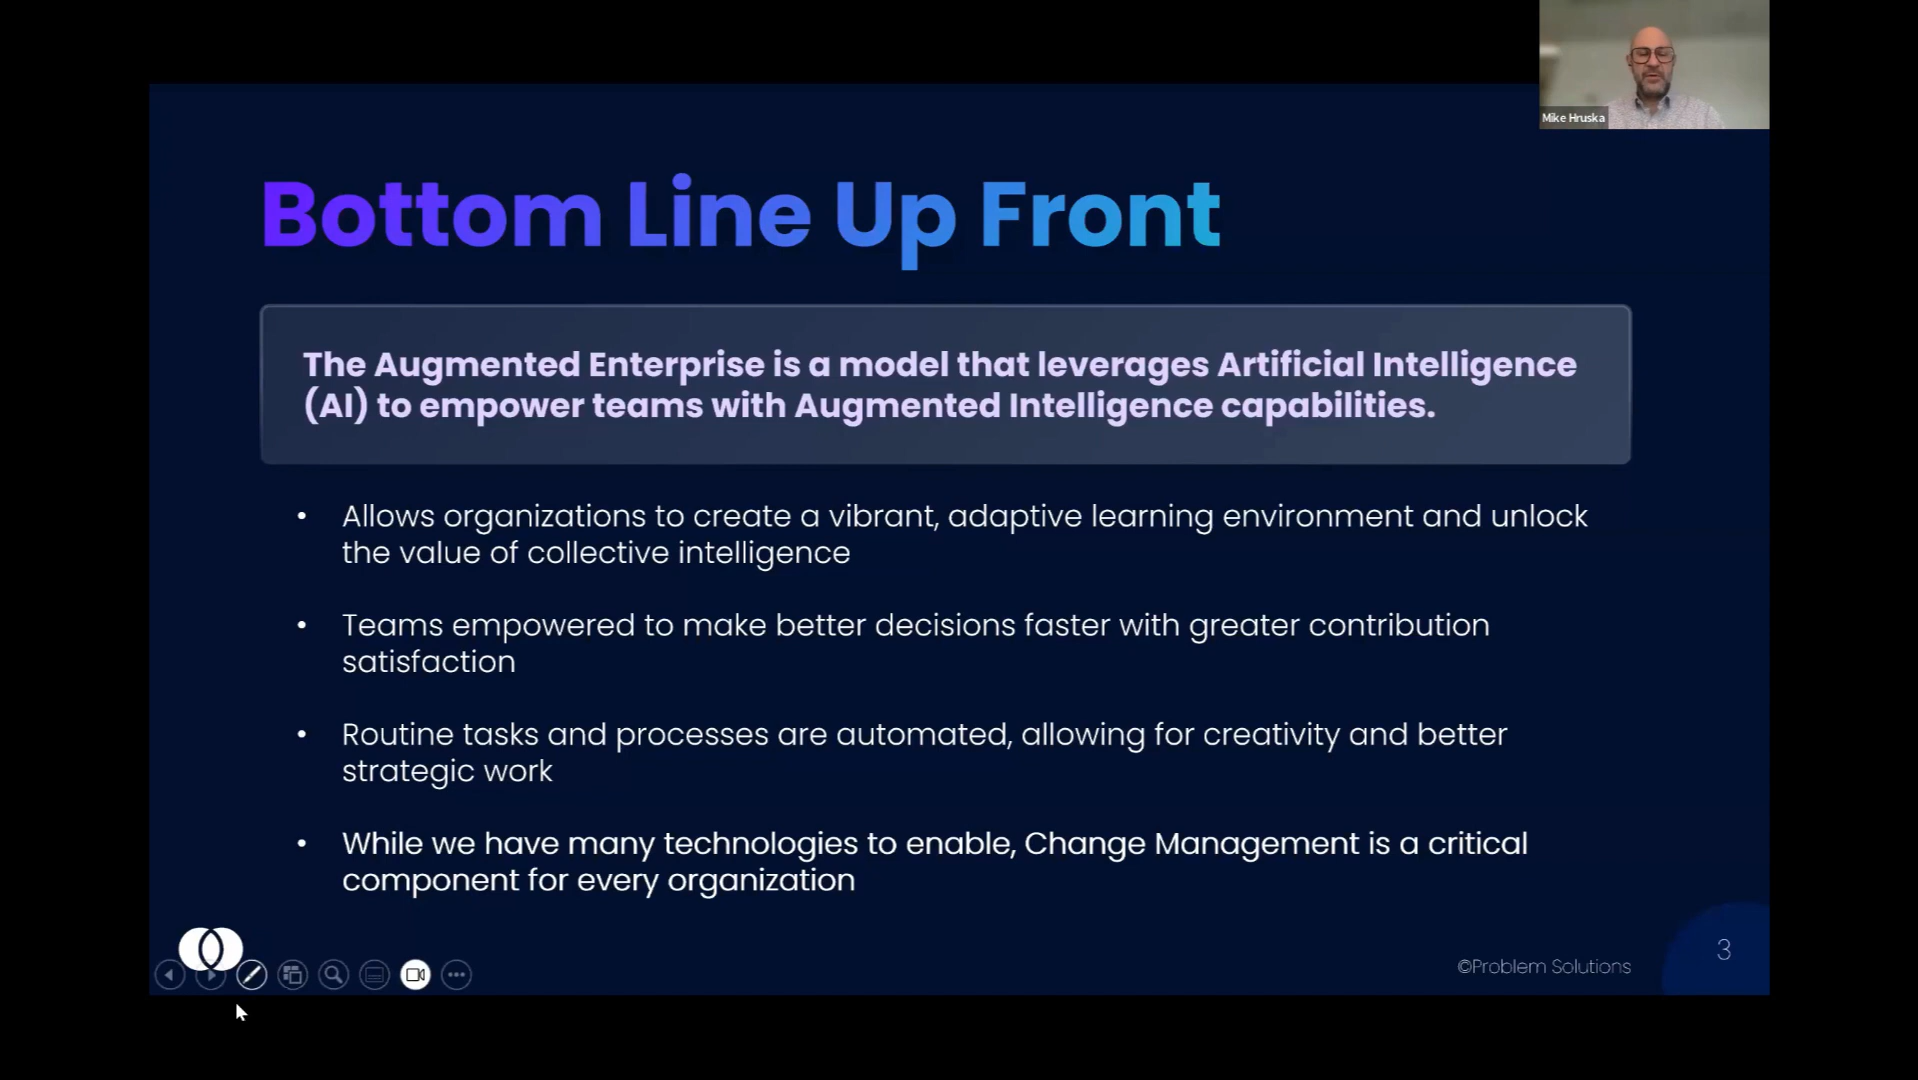 Mike Hruska
Bottom Line Up Front
The Augmented Enterprise is a model that leverages Artificial Intelligence
(AI) to empower teams with Augmented Intelligence capabilities.
• Allows organizations to create a vibrant, adaptive learning environment and unlock
the value of collective intelligence
• Teams empowered to make better decisions faster with greater contribution
satisfaction
• Routine tasks and processes are automated, allowing for creativity and better
strategic work
• While we have many technologies to enable, Change Management is a critical
component for every organization
©Problem Solutions
3